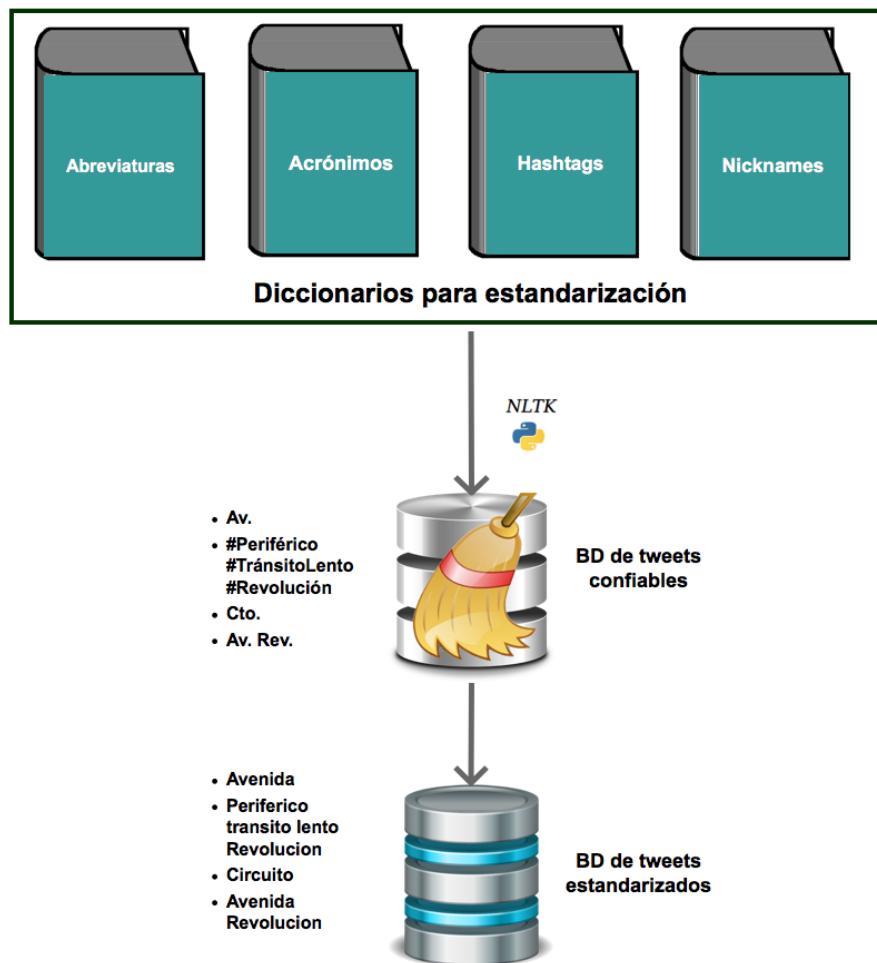 Abreviaturas
Acrónimos
Hashtags
Nicknames
Diccionarios para estandarización
NLTK
• Av.
• #Periférico
#TránsitoLento
#Revolución
• Cto.
• Av. Rev.
BD de tweets
confiables
• Avenida
• Periferico
transito lento
Revolucion
• Circuito
• Avenida
Revolucion
BD de tweets
estandarizados